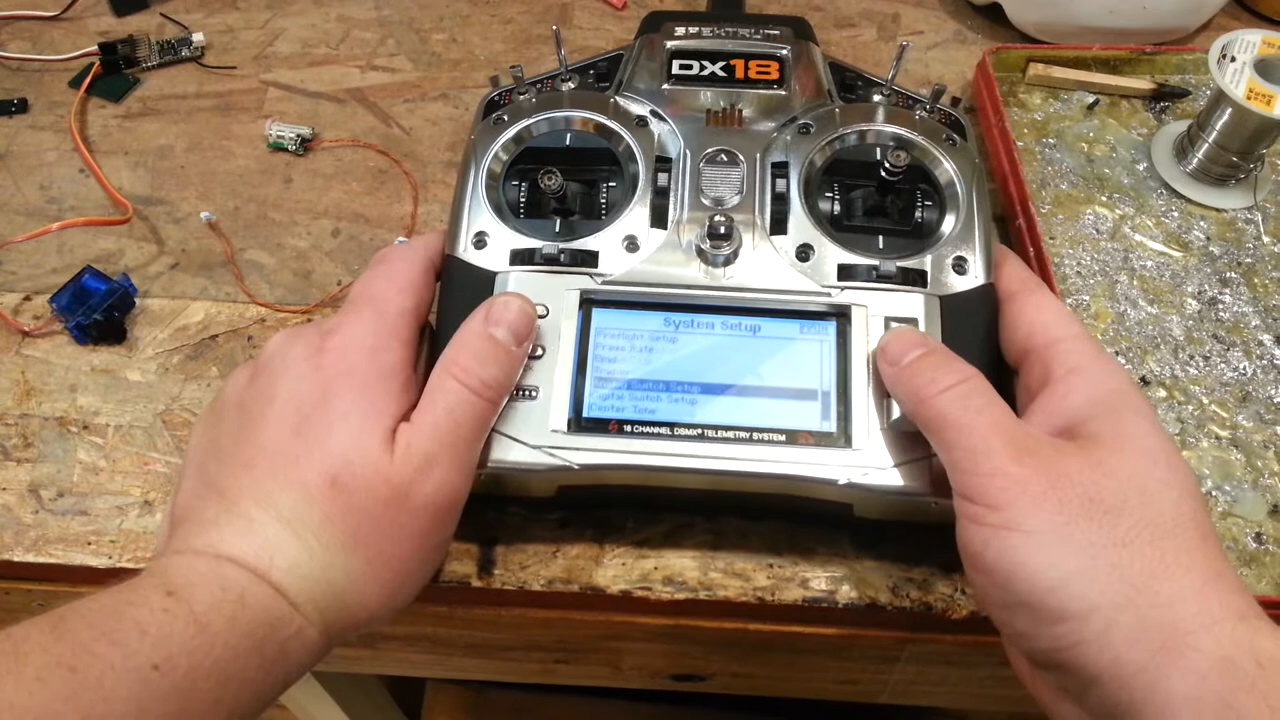 SPEKTRUM
DX18
System Setup
Preflight Setup
Frame Rate
Trainer
Analog Switch Setup
Digital Switch Setup
Center Tone
18 CHANNEL DSMX® TELEMETRY SYSTEM